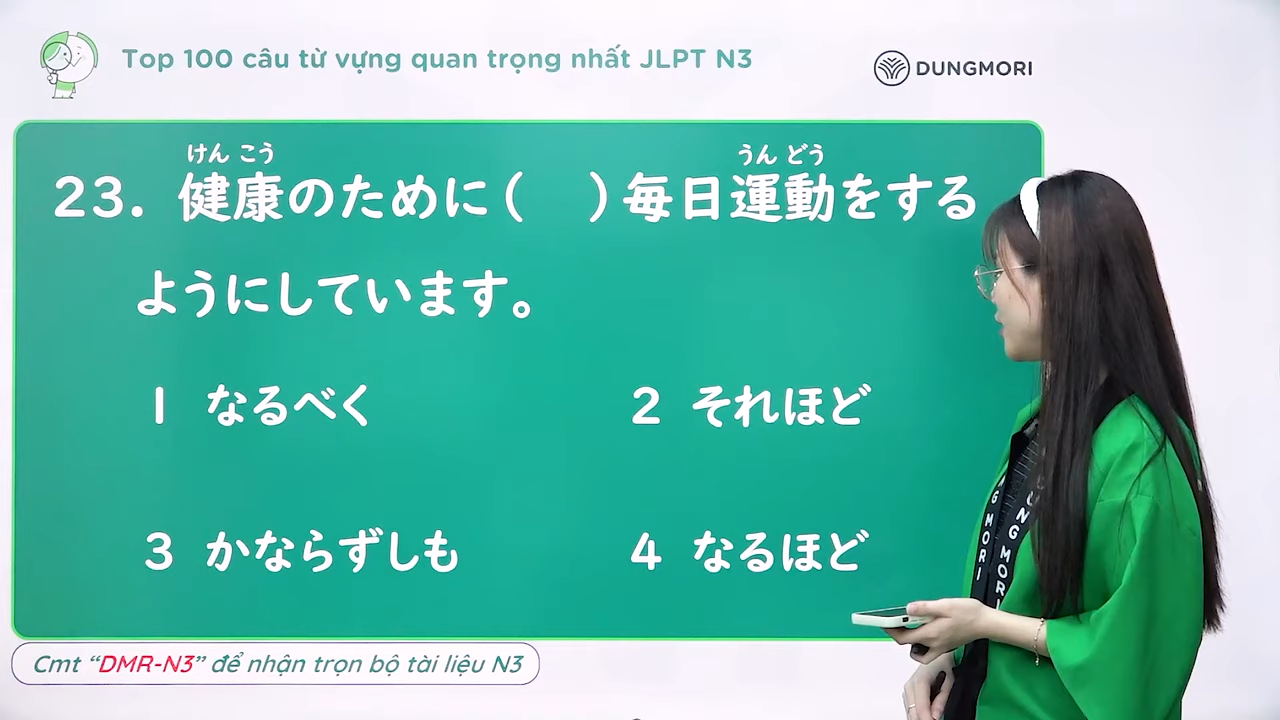 Top 100 câu từ vựng quan trọng nhất JLPT N3
DUNGMORI
けん こう
うん どう
23. 健康のために( )毎日運動をする
ようにしています。
1 なるべく
2 それほど
3 かならずしも
4 なるほど
Cmt “DMR-N3” để nhận trọn bộ tài liệu N3